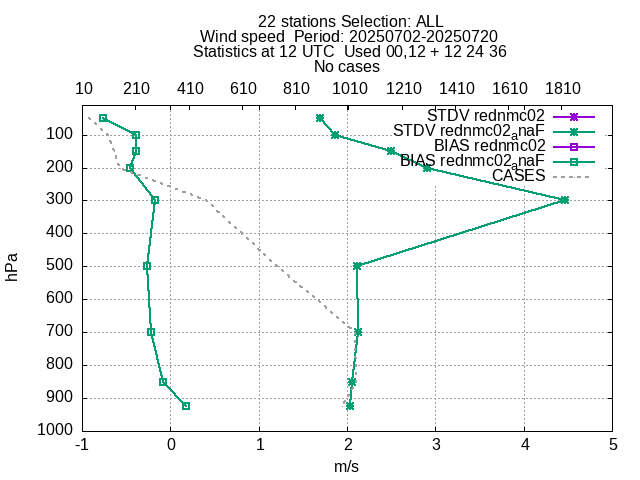 22 stations Selection: ALL
Wind speed  Period: 20250702-20250720
Statistics at 12 UTC  Used 00,12 + 12 24 36
No cases
10 210 410 610 810 1010 1210 1410 1610 1810
STDV rednmc02
STDV rednmc02_anaF
BIAS rednmc02
BIAS rednmc02_anaF
CASES
100
200
300
400
500
600
700
800
900
1000
hPa
-1 0 1 2 3 4 5
m/s